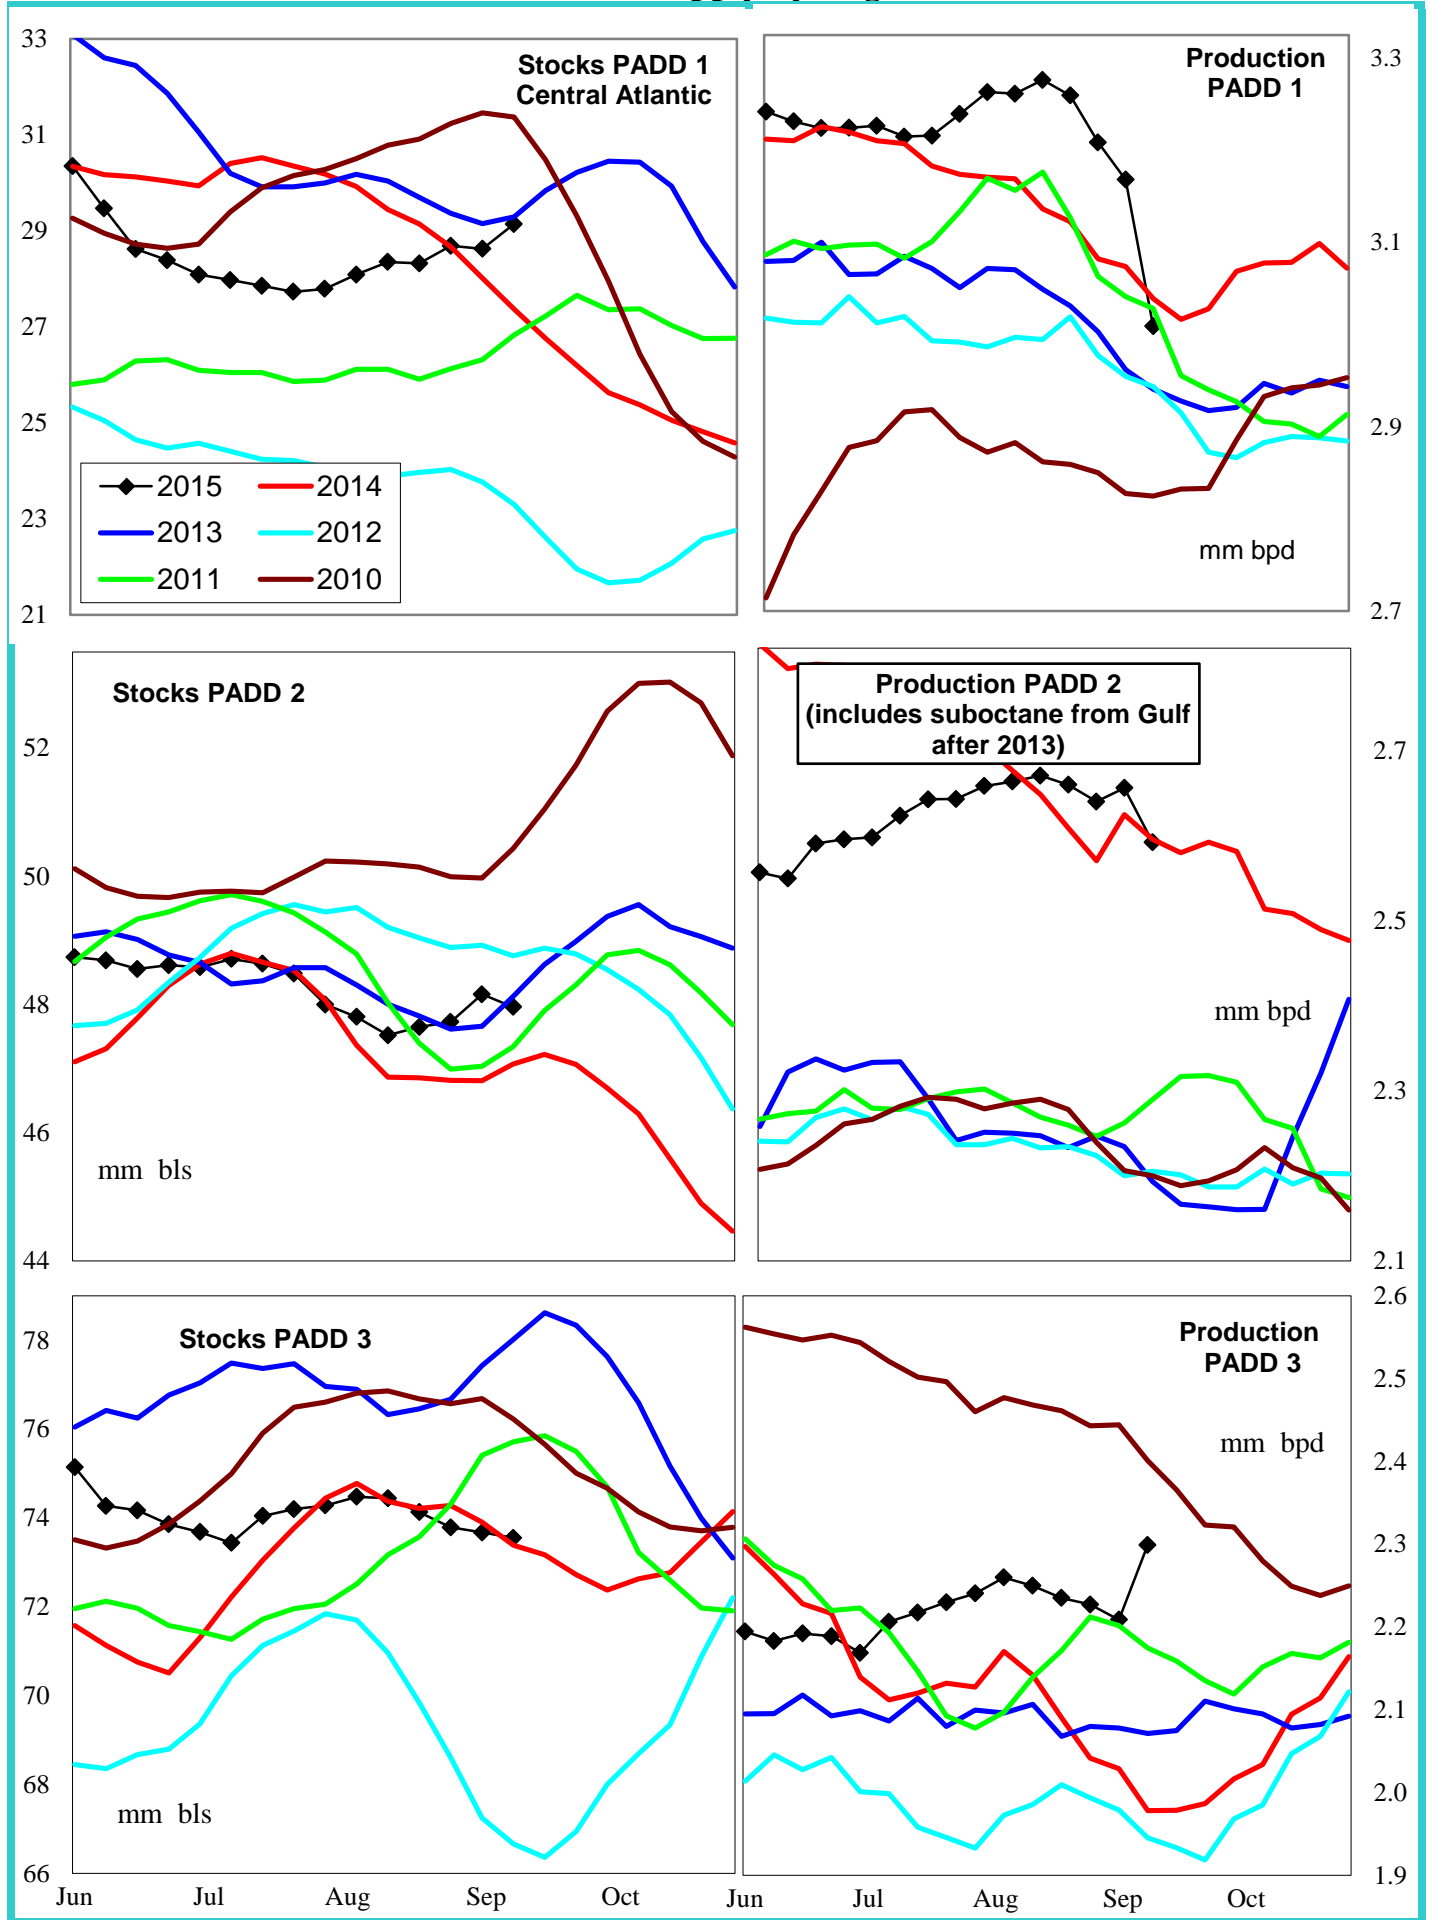 33
31
29
27
25
23
21
Stocks PADD 1
Central Atlantic
2015
2014
2013
2012
2011
2010
Production
PADD 1
mm bpd
3.3
3.1
2.9
2.7
Stocks PADD 2
52
50
48
46
44
mm bls
Production PADD 2
(includes suboctane from Gulf
after 2013)
mm bpd
2.7
2.5
2.3
2.1
Stocks PADD 3
78
76
74
72
70
68
66
mm bls
Jun
Jul
Aug
Sep
Oct
Production
PADD 3
mm bpd
2.6
2.5
2.4
2.3
2.2
2.1
2.0
1.9
Jun
Jul
Aug
Sep
Oct